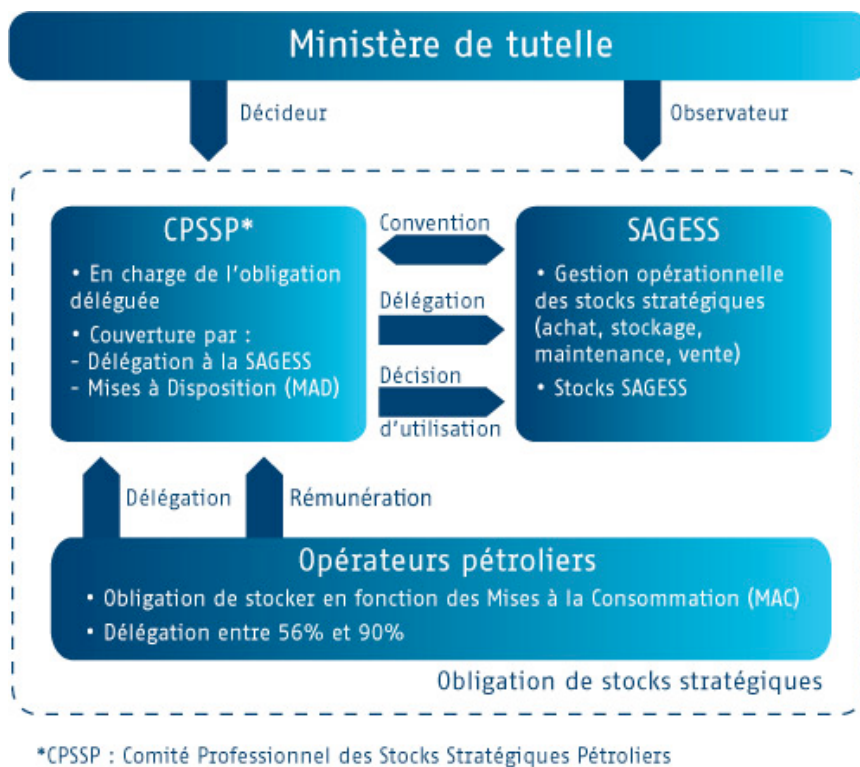 Ministère de tutelle
Décideur
Observateur
CPSSP*
• En charge de l'obligation
déléguée
• Couverture par :
- Délégation à la SAGESS
- Mises à Disposition (MAD)
Convention
Délégation
Décision
d'utilisation
SAGESS
• Gestion opérationnelle
des stocks stratégiques
(achat, stockage,
maintenance, vente)
• Stocks SAGESS
Délégation
Rémunération
Opérateurs pétroliers
• Obligation de stocker en fonction des Mises à la Consommation (MAC)
• Délégation entre 56% et 90%
Obligation de stocks stratégiques
*CPSSP : Comité Professionnel des Stocks Stratégiques Pétroliers